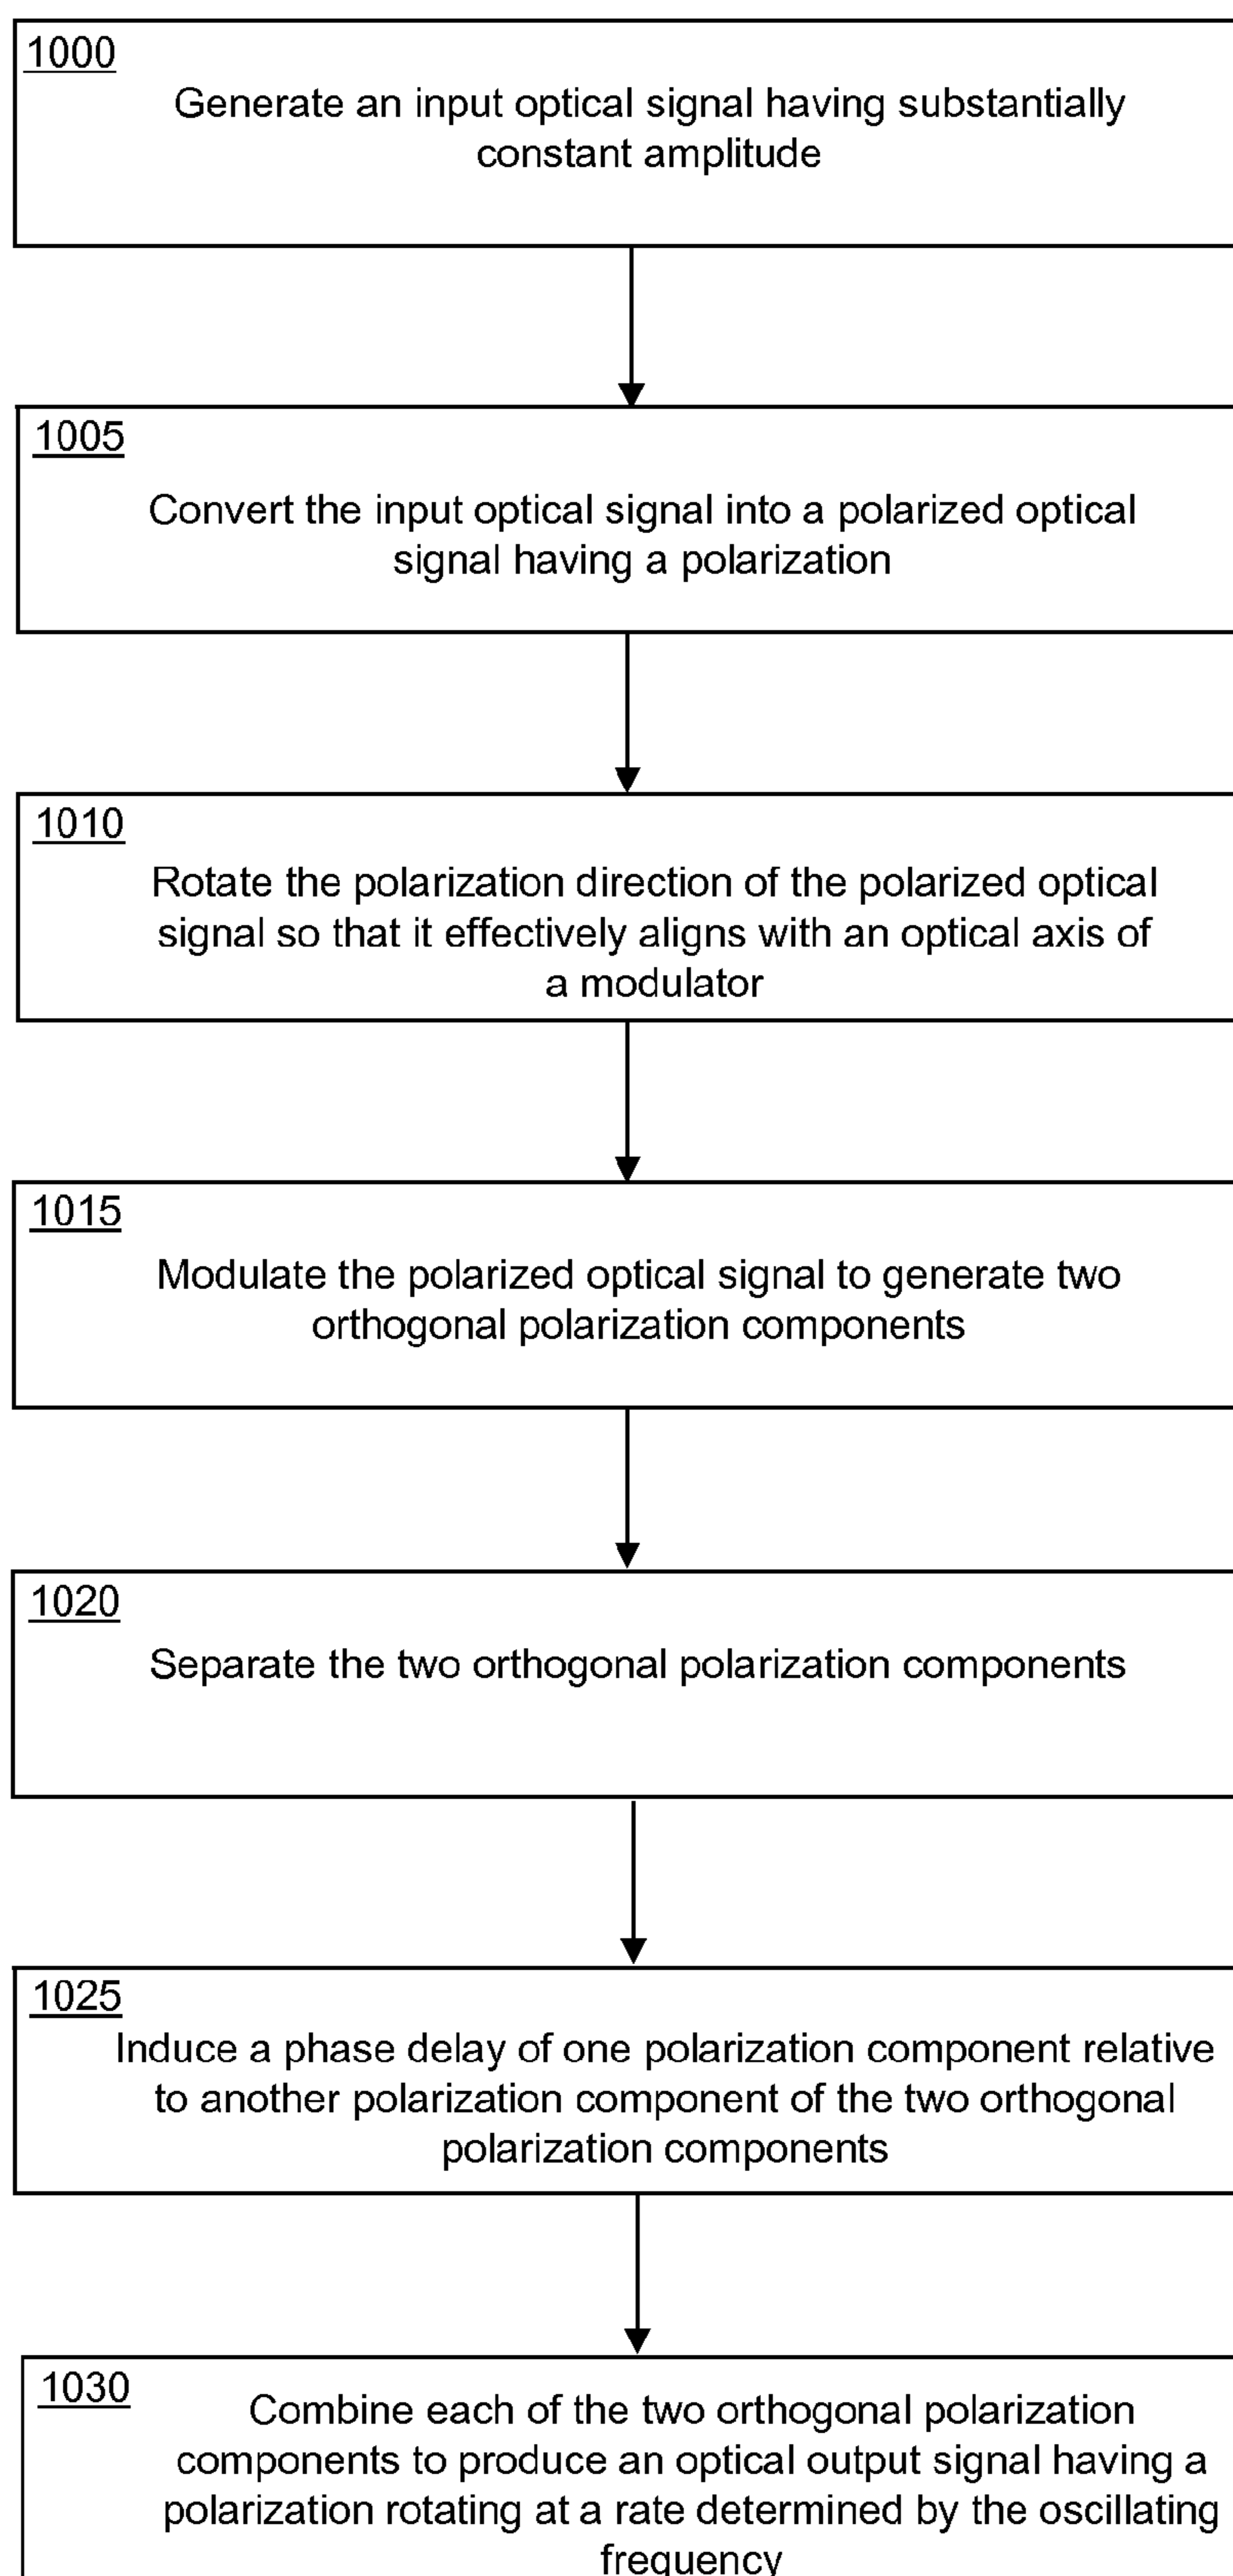 1000
Generate an input optical signal having substantially
constant amplitude
1005
Convert the input optical signal into a polarized optical
signal having a polarization
1010
Rotate the polarization direction of the polarized optical
signal so that it effectively aligns with an optical axis of
a modulator
1015
Modulate the polarized optical signal to generate two
orthogonal polarization components
1020
Separate the two orthogonal polarization components
1025
Induce a phase delay of one polarization component relative
to another polarization component of the two orthogonal
polarization components
1030
Combine each of the two orthogonal polarization
components to produce an optical output signal having a
polarization rotating at a rate determined by the oscillating
frequency